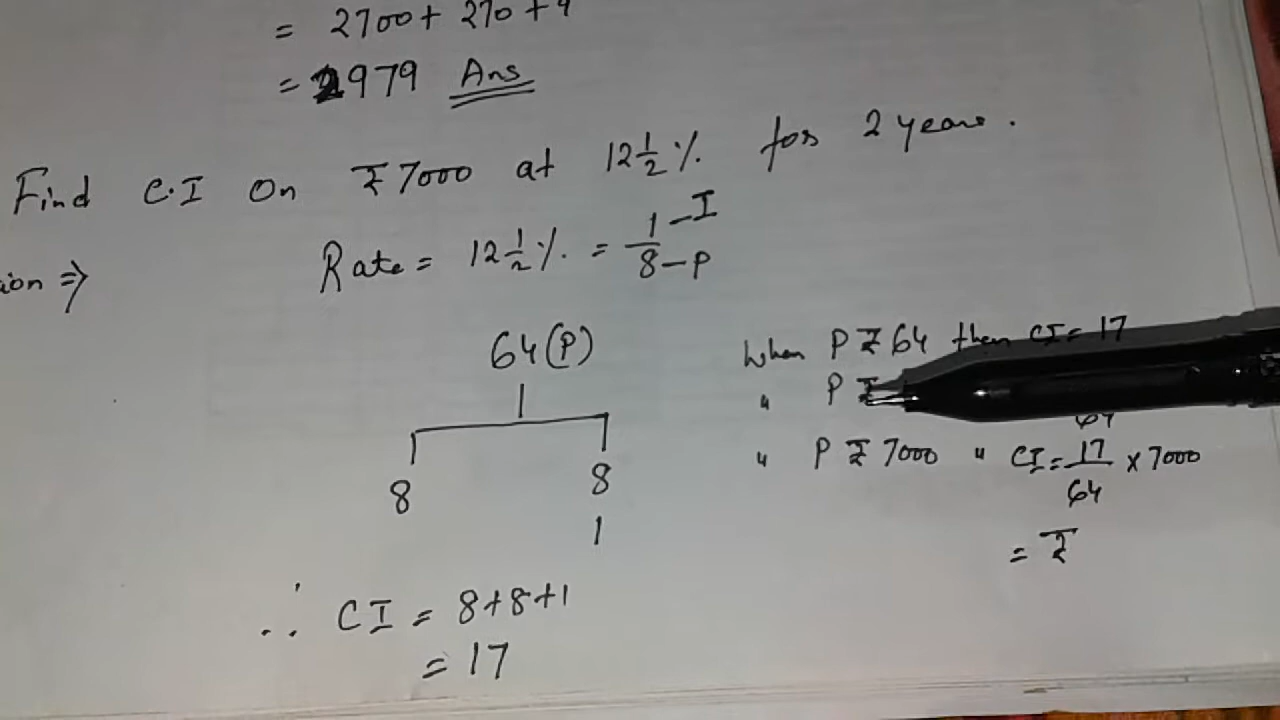 = 2700 + 270 + 9
= 2979 Ans
Find C.I On ₹7000 at 12½% for 2 years.
ion ⇒ Rate = 12½% = 1/8 - I - P
64(P)
8 8
1
∴ CI = 8+8+1
= 17
When P ₹ 64 then CI = 17
" P ₹
64
" P ₹ 7000 " CI = 17/64 × 7000
= ₹